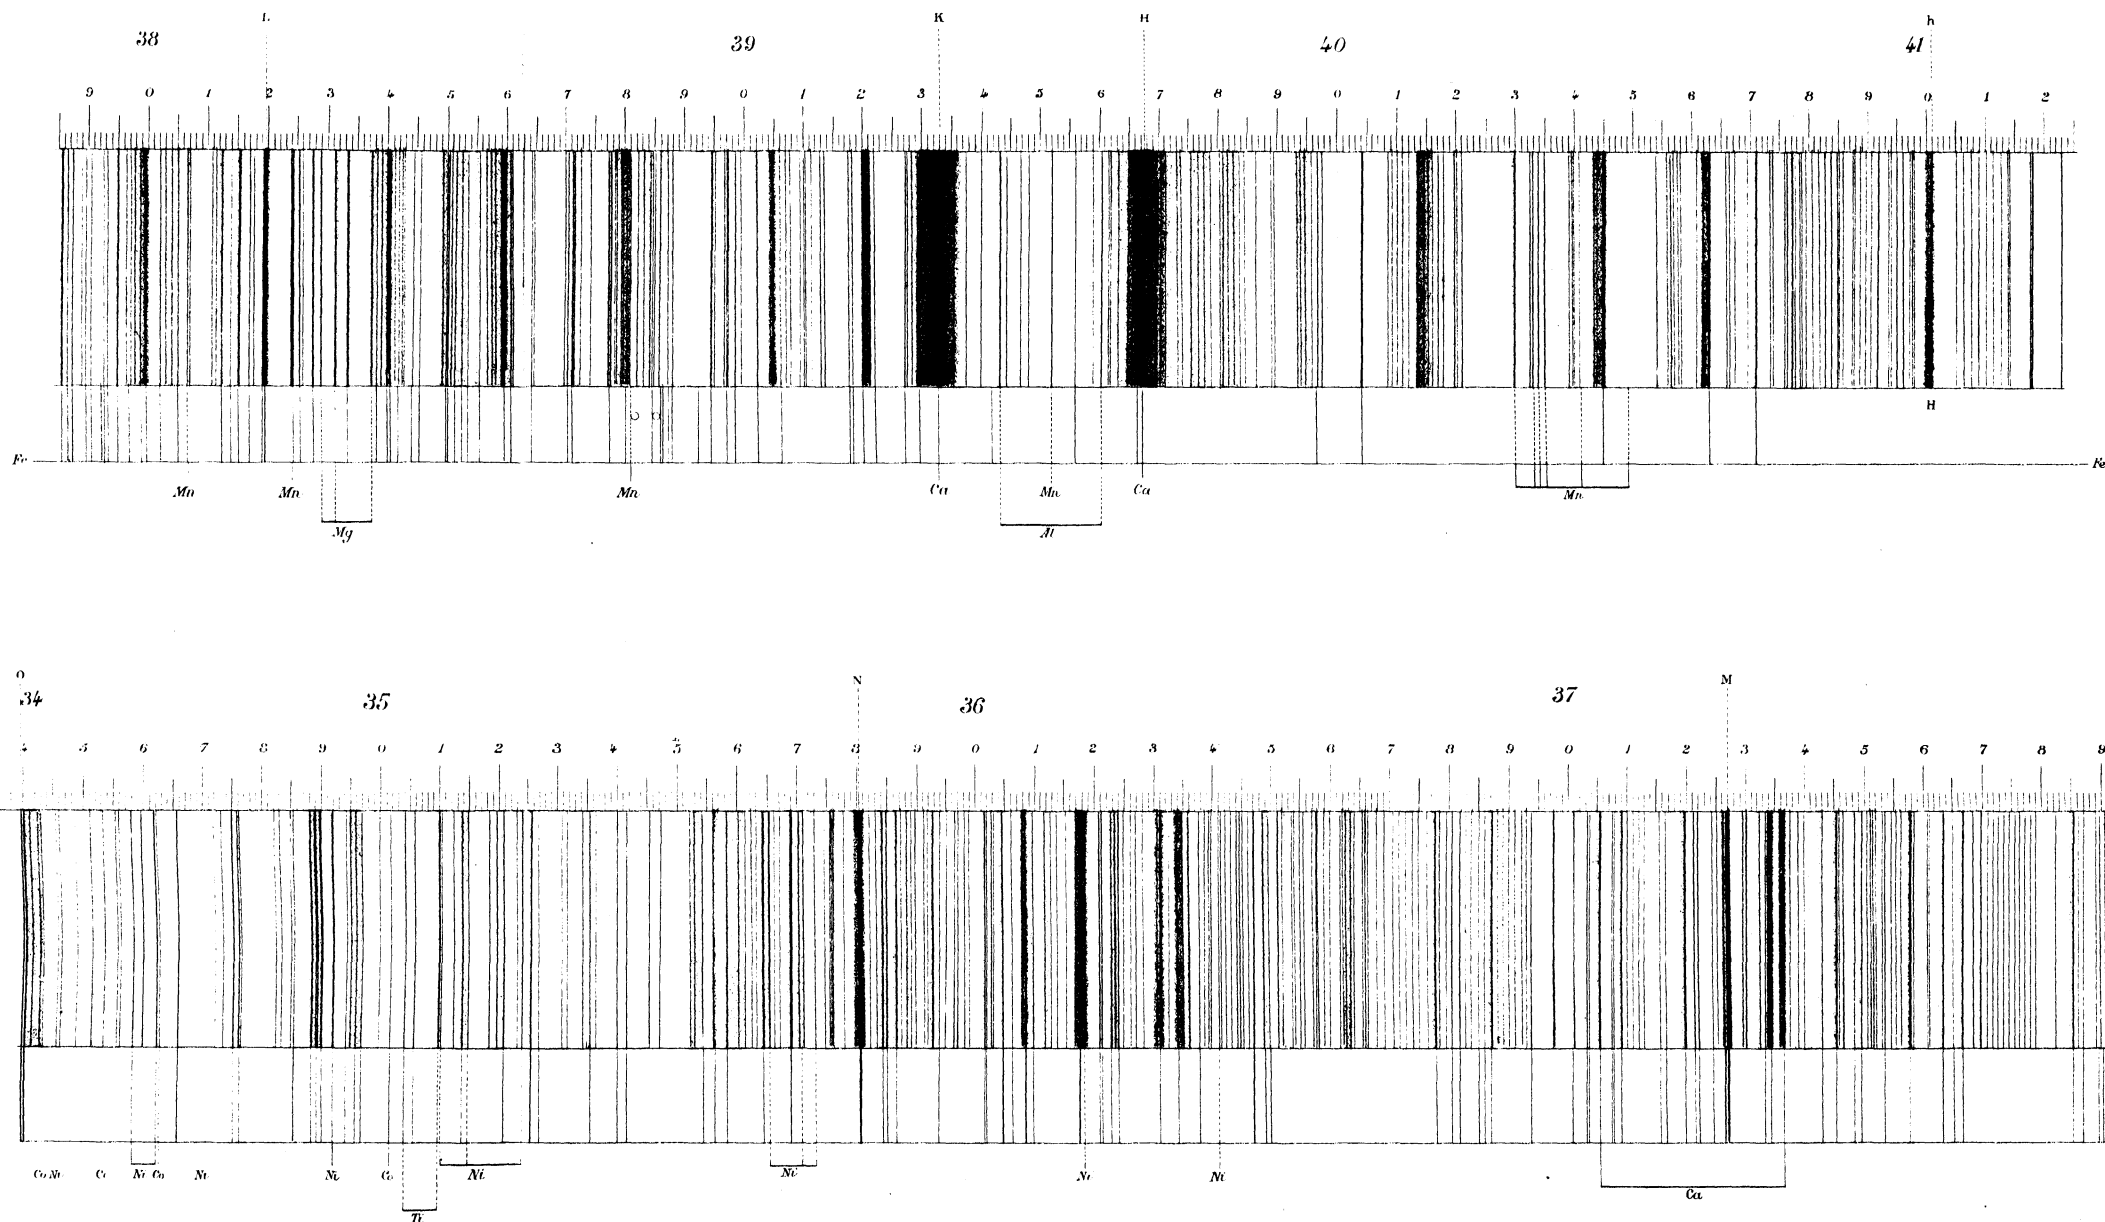 L K H h
38 39 40 41
9 0 1 2 3 4 5 6 7 8 9 0 1 2 3 4 5 6 7 8 9 0 1 2 3 4 5 6 7 8 9 0 1 2
H
Fe Fe
Mn Mn Mn Ca Mn Ca Mn
Mg Al
O N M
34 35 36 37
4 5 6 7 8 9 0 1 2 3 4 5 6 7 8 9 0 1 2 3 4 5 6 7 8 9 0 1 2 3 4 5 6 7 8 9
Co Ni Ni Co Ni Ni Co Ni Ni Ni Ni
Ti Ca